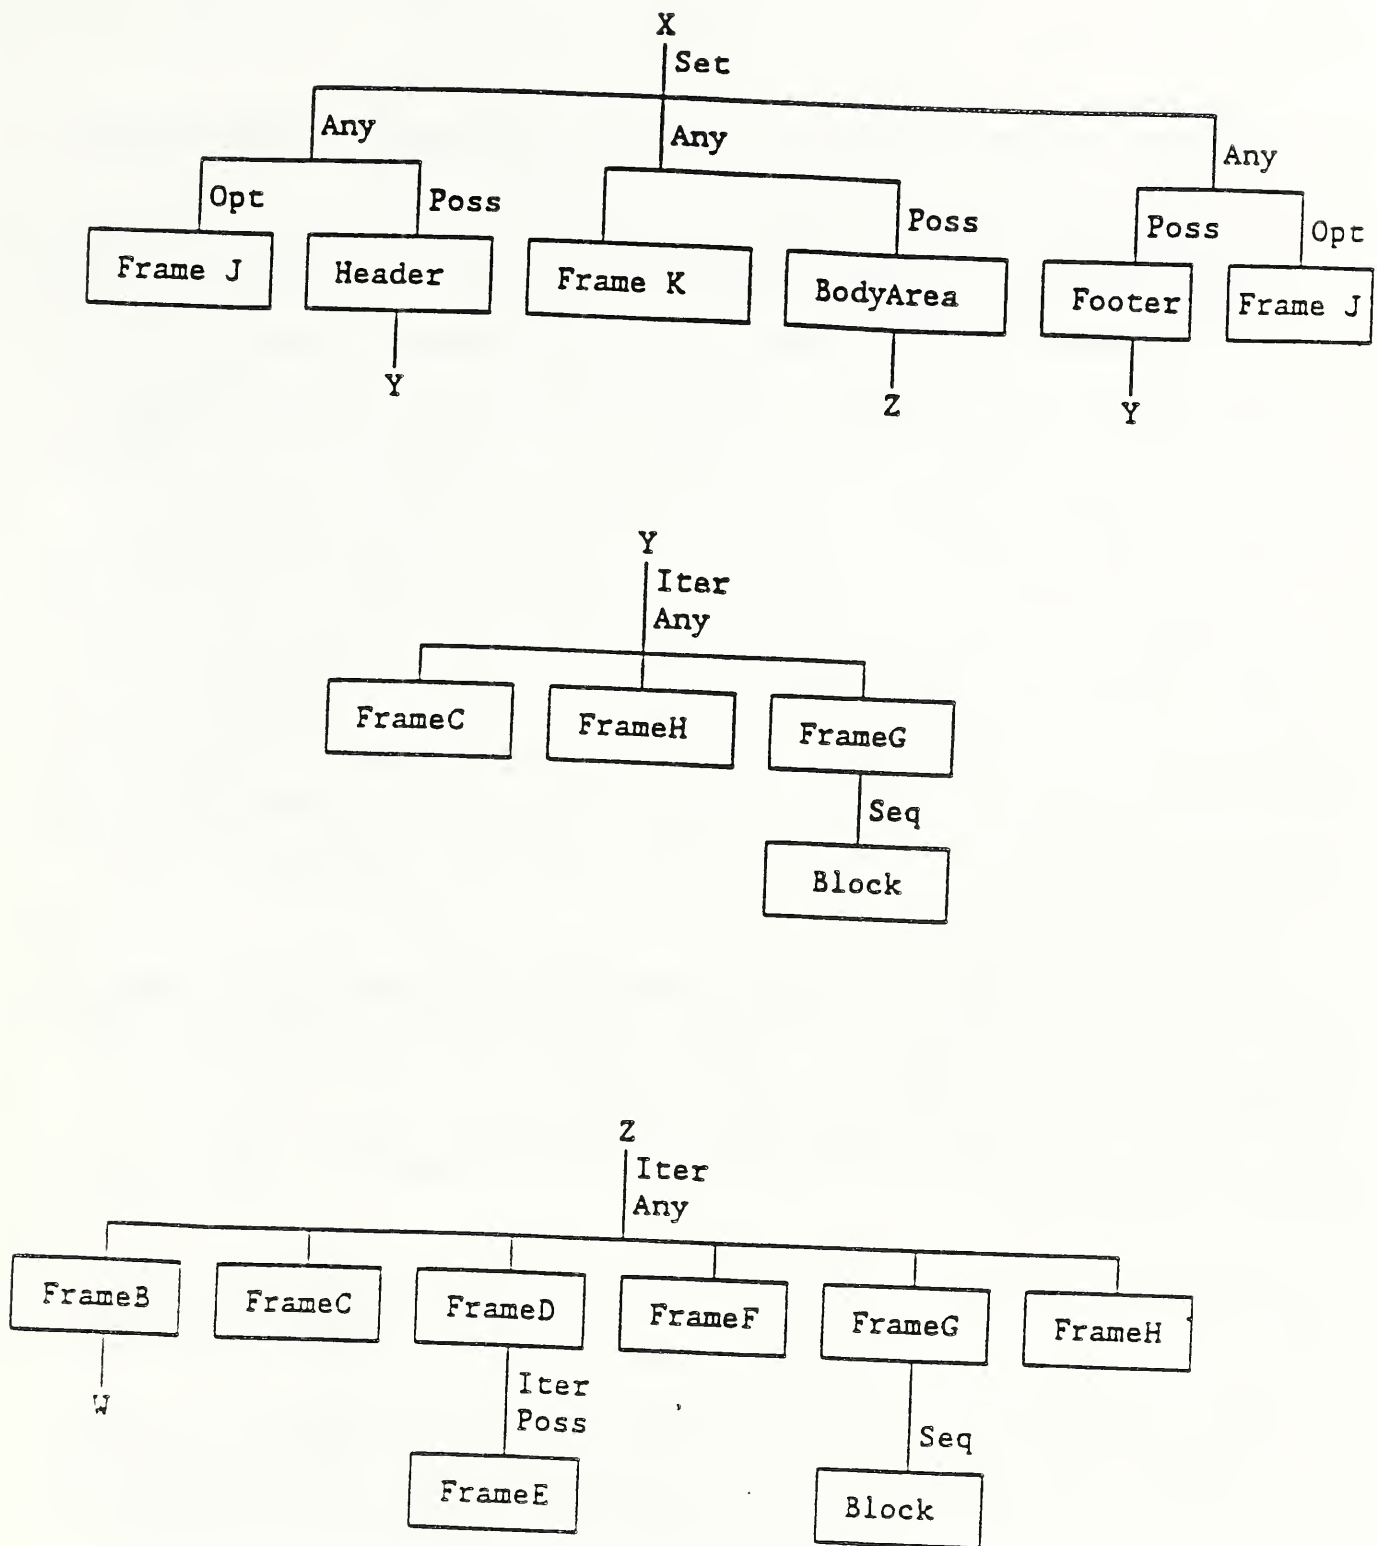 X
Set
Any
Any
Any
Opt
Poss
Poss
Poss
Opt
Frame J
Header
Frame K
BodyArea
Footer
Frame J
Y
Z
Y
Y
Iter
Any
FrameC
FrameH
FrameG
Seq
Block
Z
Iter
Any
FrameB
FrameC
FrameD
FrameF
FrameG
FrameH
W
Iter
Poss
Seq
FrameE
Block